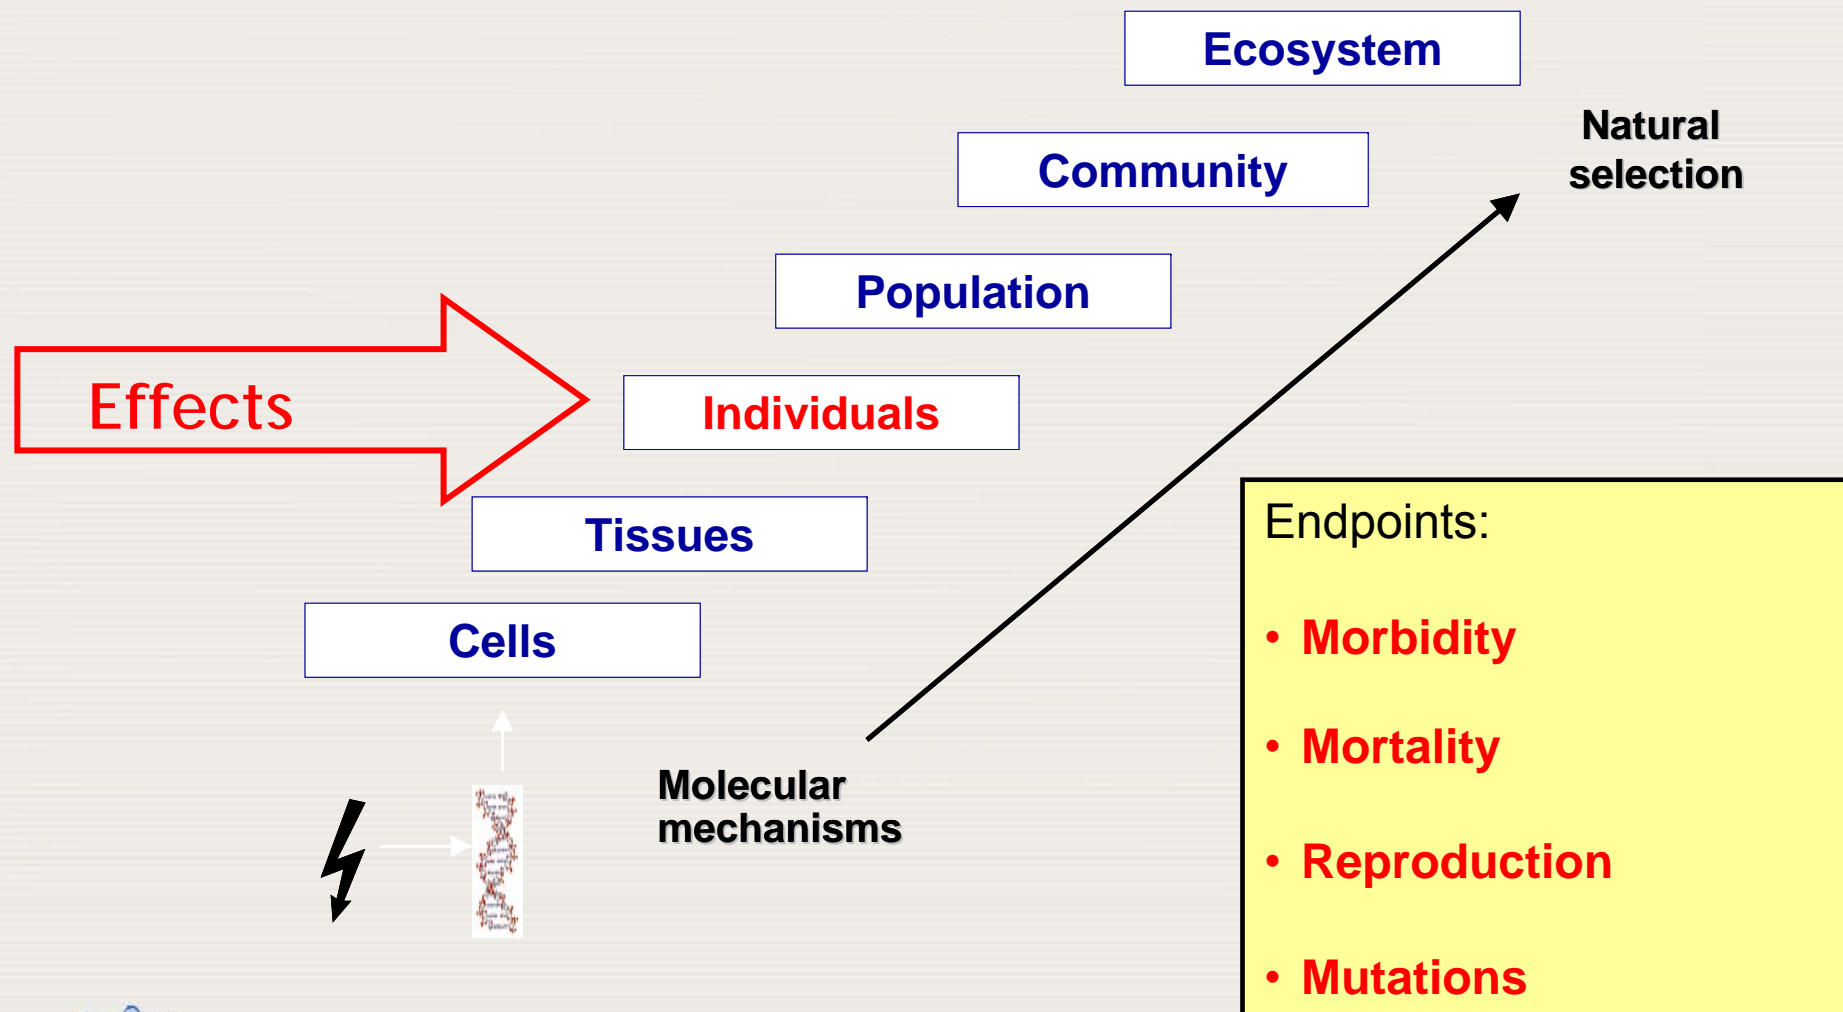 Ecosystem
Natural
selection
Community
Population
Effects
Individuals
Tissues
Cells
Molecular
mechanisms
Endpoints:
• Morbidity
• Mortality
• Reproduction
• Mutations